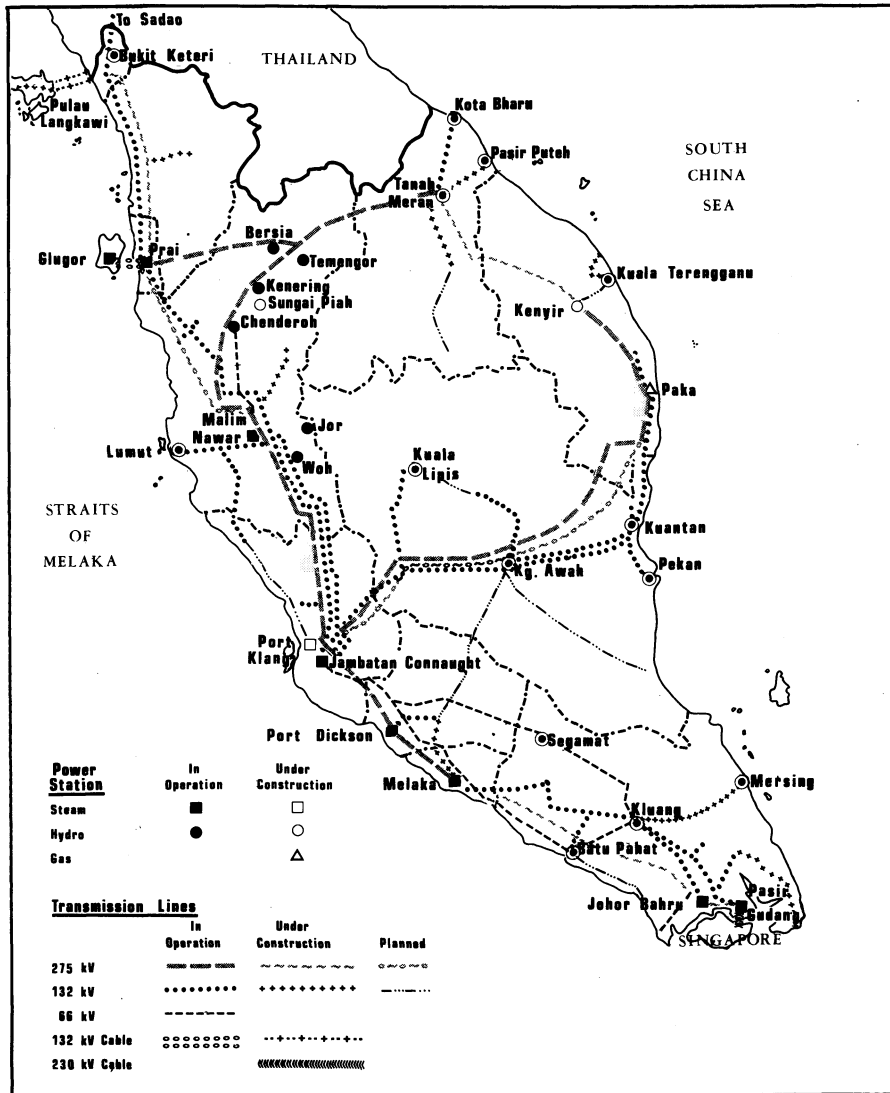 To Sadao
Bukit Keteri
THAILAND
Pulau
Langkawi
Kota Bharu
Pasir Puteh
SOUTH
CHINA
SEA
Tanah
Merah
Bersia
Glugor
Prai
Temengor
Kuala Terengganu
Kenering
Sungai Piah
Kenyir
Chenderoh
Paka
Malim
Nawar
Jor
Lumut
Kuala
Lipis
Woh
STRAITS
OF
MELAKA
Kuantan
Kg. Awah
Pekan
Port
Klang
Jambatan Connaught
Port Dickson
Segamat
Melaka
Mersing
Kluang
Batu Pahat
Pasir
Gudang
Johor Bahru
SINGAPORE
Power
Station
In
Operation
Under
Construction
Steam
Hydro
Gas
Transmission Lines
In
Operation
Under
Construction
Planned
275 kV
132 kV
66 kV
132 kV Cable
230 kV Cable